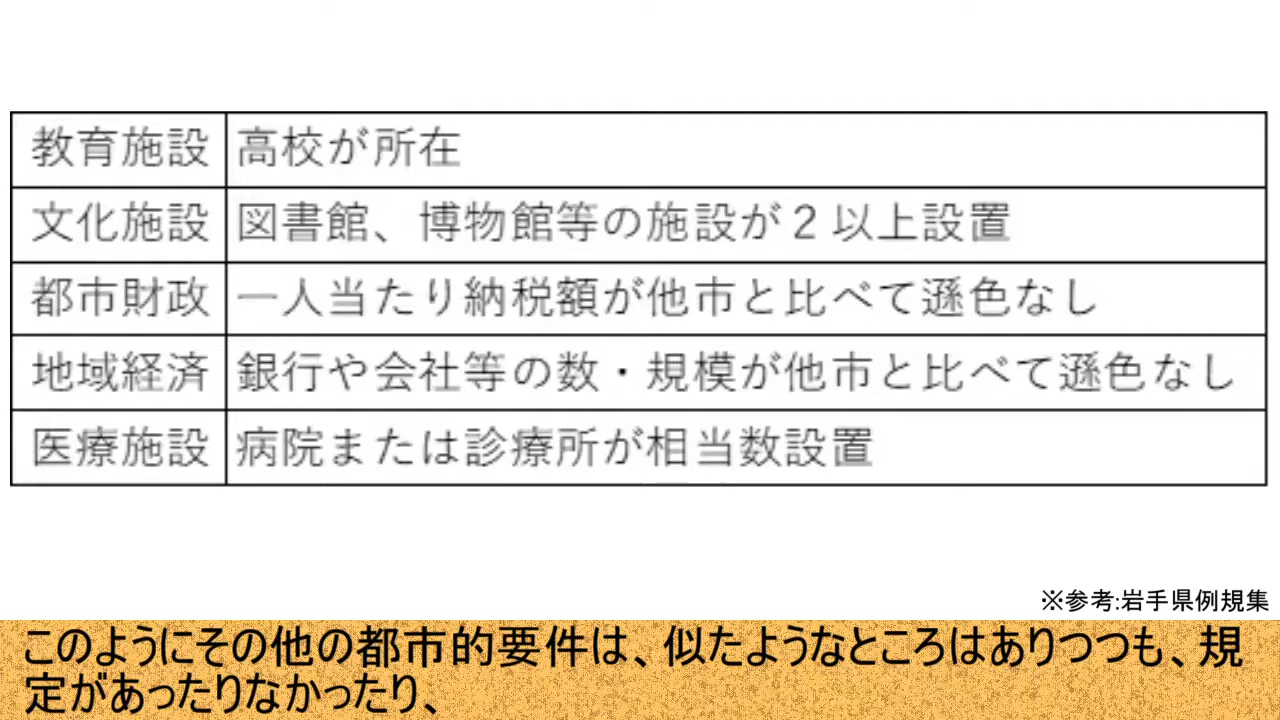 教育施設 高校が所在
文化施設 図書館、博物館等の施設が２以上設置
都市財政 一人当たり納税額が他市と比べて遜色なし
地域経済 銀行や会社等の数・規模が他市と比べて遜色なし
医療施設 病院または診療所が相当数設置
※参考:岩手県例規集
このようにその他の都市的要件は、似たようなところはありつつも、規
定があったりなかったり、